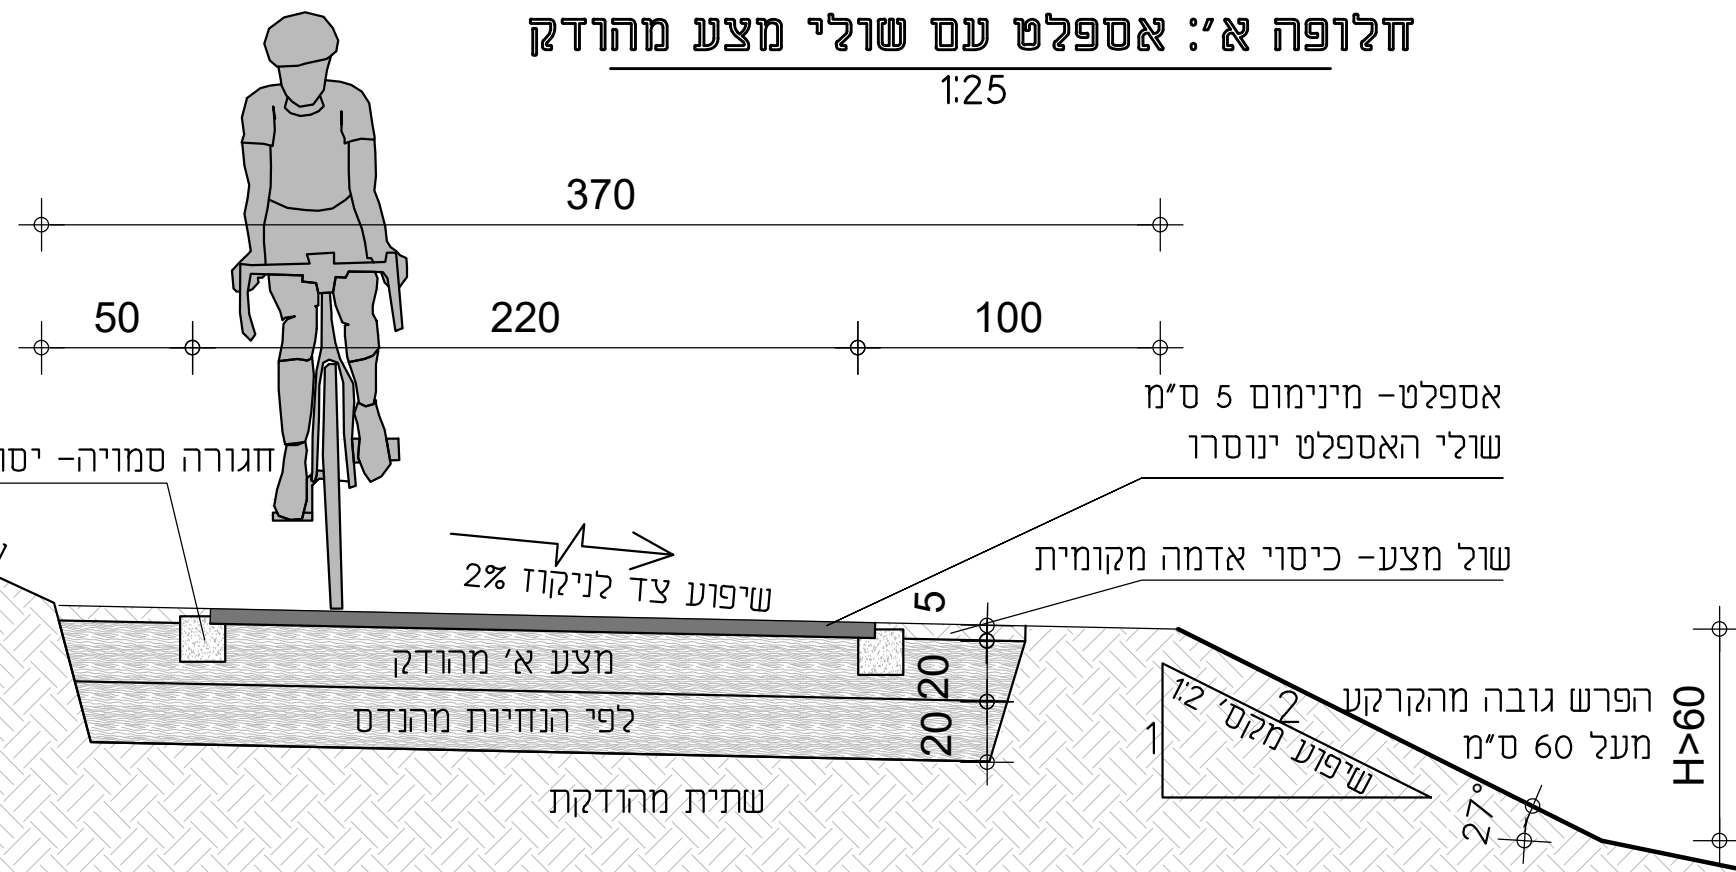 חלופה א׳: אספלט עם שולי מצע מהודק
1:25
370
50
220
100
אספלט- מינימום 5 ס״מ
שולי האספלט ינוסרו
חגורה סמויה-
שול מצע- כיסוי אדמה מקומית
שיפוע צד לניקוז 2%
5
20
20
מצע א׳ מהודק
לפי הנחיות מהנדס
שתית מהודקת
1
2
שיפוע מקס׳ 1:2
הפרש גובה מהקרקע
מעל 60 ס״מ
H>60
27°